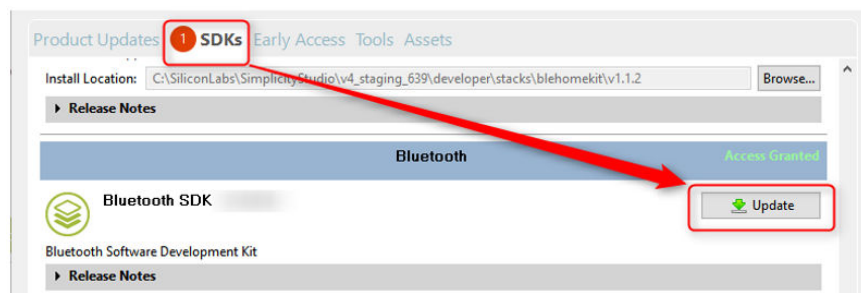 Product Updates 1 SDKs Early Access Tools Assets
Install Location: C:\SiliconLabs\SimplicityStudio\v4_staging_639\developer\stacks\blehomekit\v1.1.2 Browse...
Release Notes
Bluetooth Access Granted
Bluetooth SDK
Update
Bluetooth Software Development Kit
Release Notes